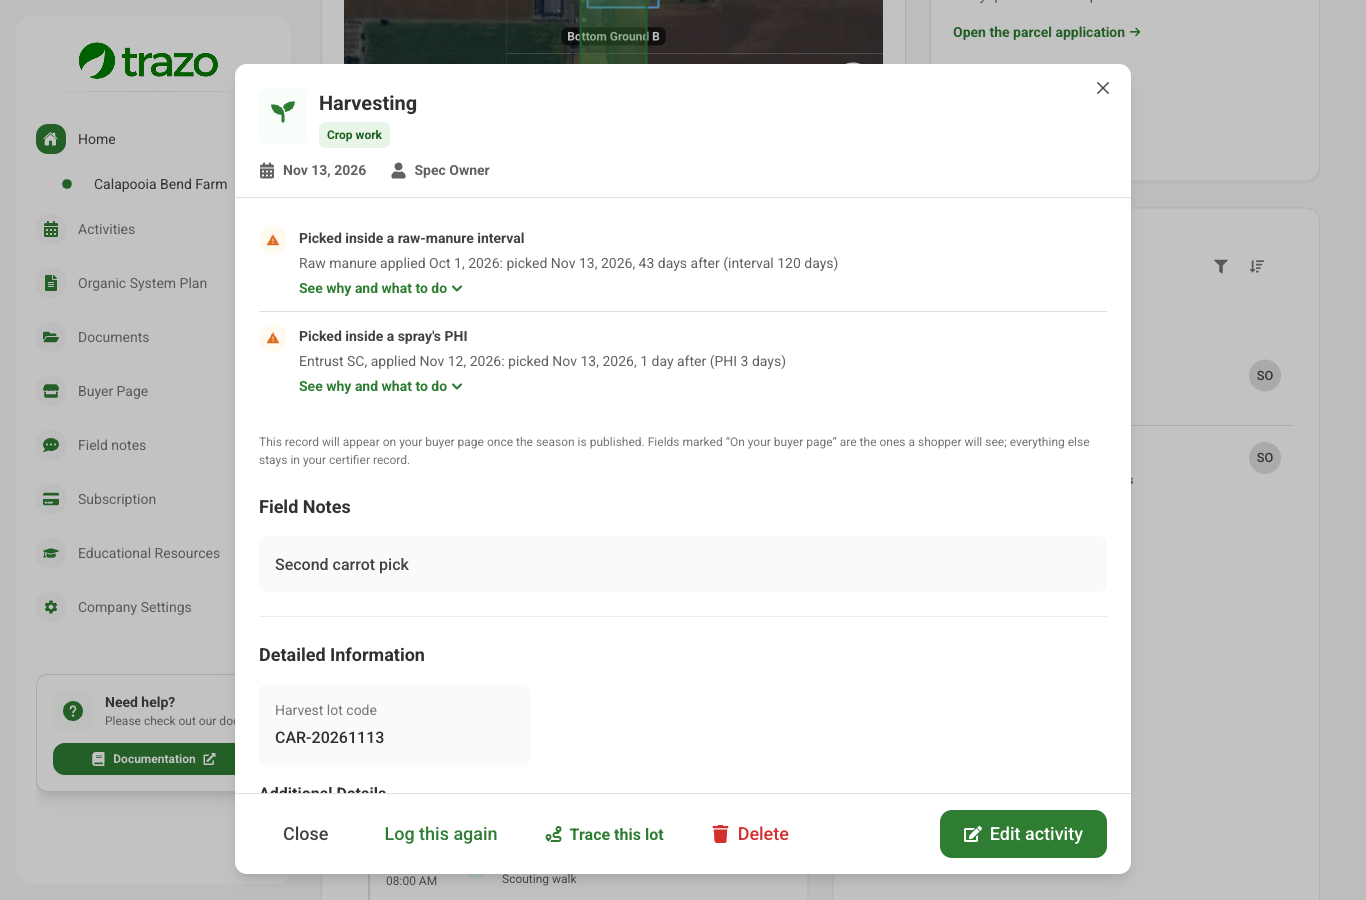 trazo
Home
Calapooia Bend Farm
Activities
Organic System Plan
Documents
Buyer Page
Field notes
Subscription
Educational Resources
Company Settings
Need help?
Please check out our
Documentation
Bottom Ground B
Open the parcel application →
Harvesting
Crop work
Nov 13, 2026 Spec Owner
Picked inside a raw-manure interval
Raw manure applied Oct 1, 2026: picked Nov 13, 2026, 43 days after (interval 120 days)
See why and what to do
Picked inside a spray's PHI
Entrust SC, applied Nov 12, 2026: picked Nov 13, 2026, 1 day after (PHI 3 days)
See why and what to do
This record will appear on your buyer page once the season is published. Fields marked “On your buyer page” are the ones a shopper will see; everything else
stays in your certifier record.
Field Notes
Second carrot pick
Detailed Information
Harvest lot code
CAR-20261113
Additional Details
Close Log this again Trace this lot Delete Edit activity
SO
SO
08:00 AM Scouting walk